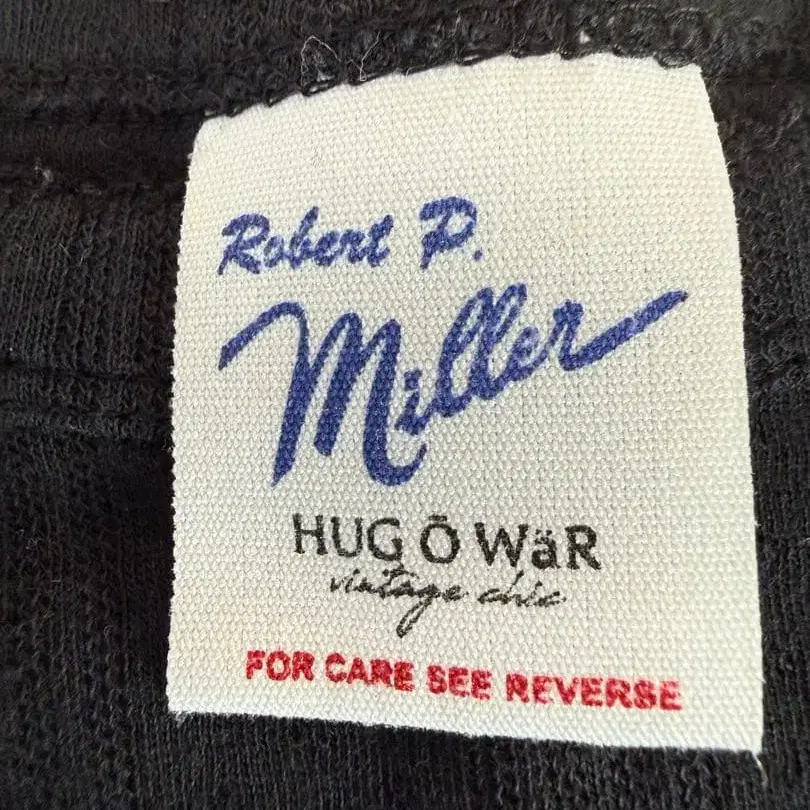 Robert P.
Miller
HUG Ō WäR
vintage chic
FOR CARE SEE REVERSE